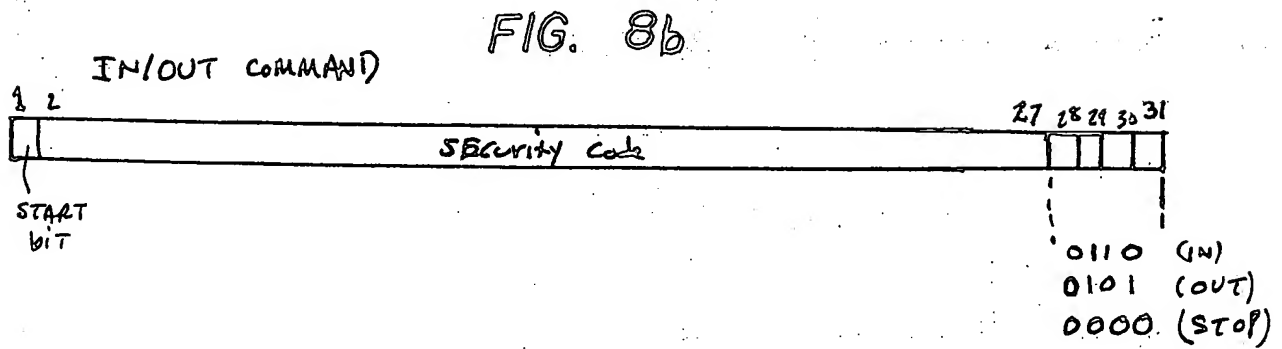 FIG. 8b
IN/OUT COMMAND
1 2 27 28 29 30 31
SECurity Code
START
biT
0110 (IN)
0101 (OUT)
0000. (STOP)